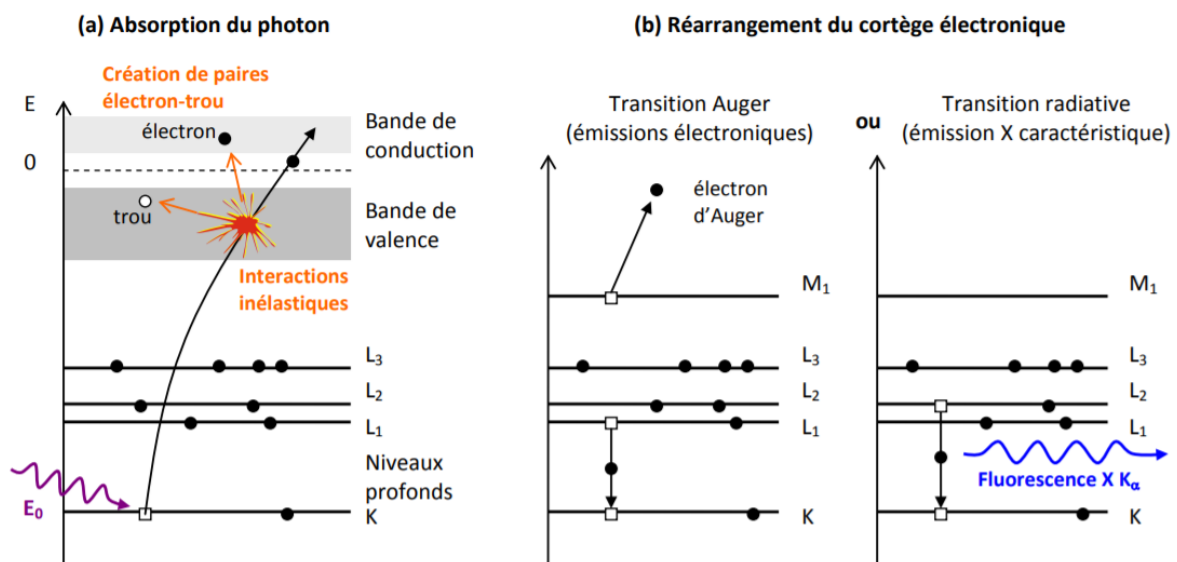 (a) Absorption du photon
Création de paires
électron-trou
E
électron
Bande de
conduction
0
trou
Bande de
valence
Interactions
inélastiques
L3
L2
L1
Niveaux
profonds
E0
K
(b) Réarrangement du cortège électronique
Transition Auger
(émissions électroniques)
ou
Transition radiative
(émission X caractéristique)
électron
d’Auger
M1
L3
L2
L1
K
M1
L3
L2
L1
Fluorescence X Kα
K